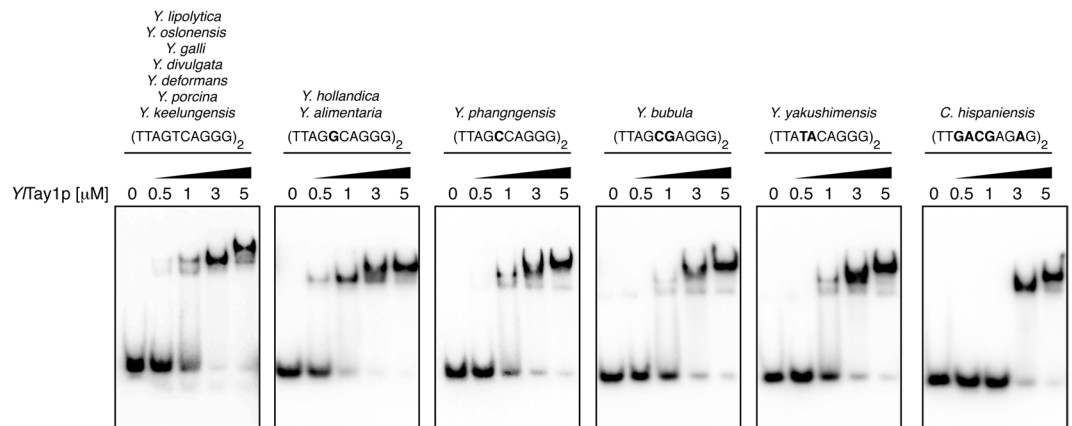 Y. lipolytica
Y. oslonensis
Y. galli
Y. divulgata
Y. deformans
Y. porcina
Y. keelungensis
(TTAGTCAGGG)2
Y. hollandica
Y. alimentaria
(TTAGGCAGGG)2
Y. phangngensis
(TTAGCCAGGG)2
Y. bubula
(TTAGCGAGGG)2
Y. yakushimensis
(TTATACAGGG)2
C. hispaniensis
(TTGACGAGAG)2
YlTay1p [μM]
0 0.5 1 3 5
0 0.5 1 3 5
0 0.5 1 3 5
0 0.5 1 3 5
0 0.5 1 3 5
0 0.5 1 3 5